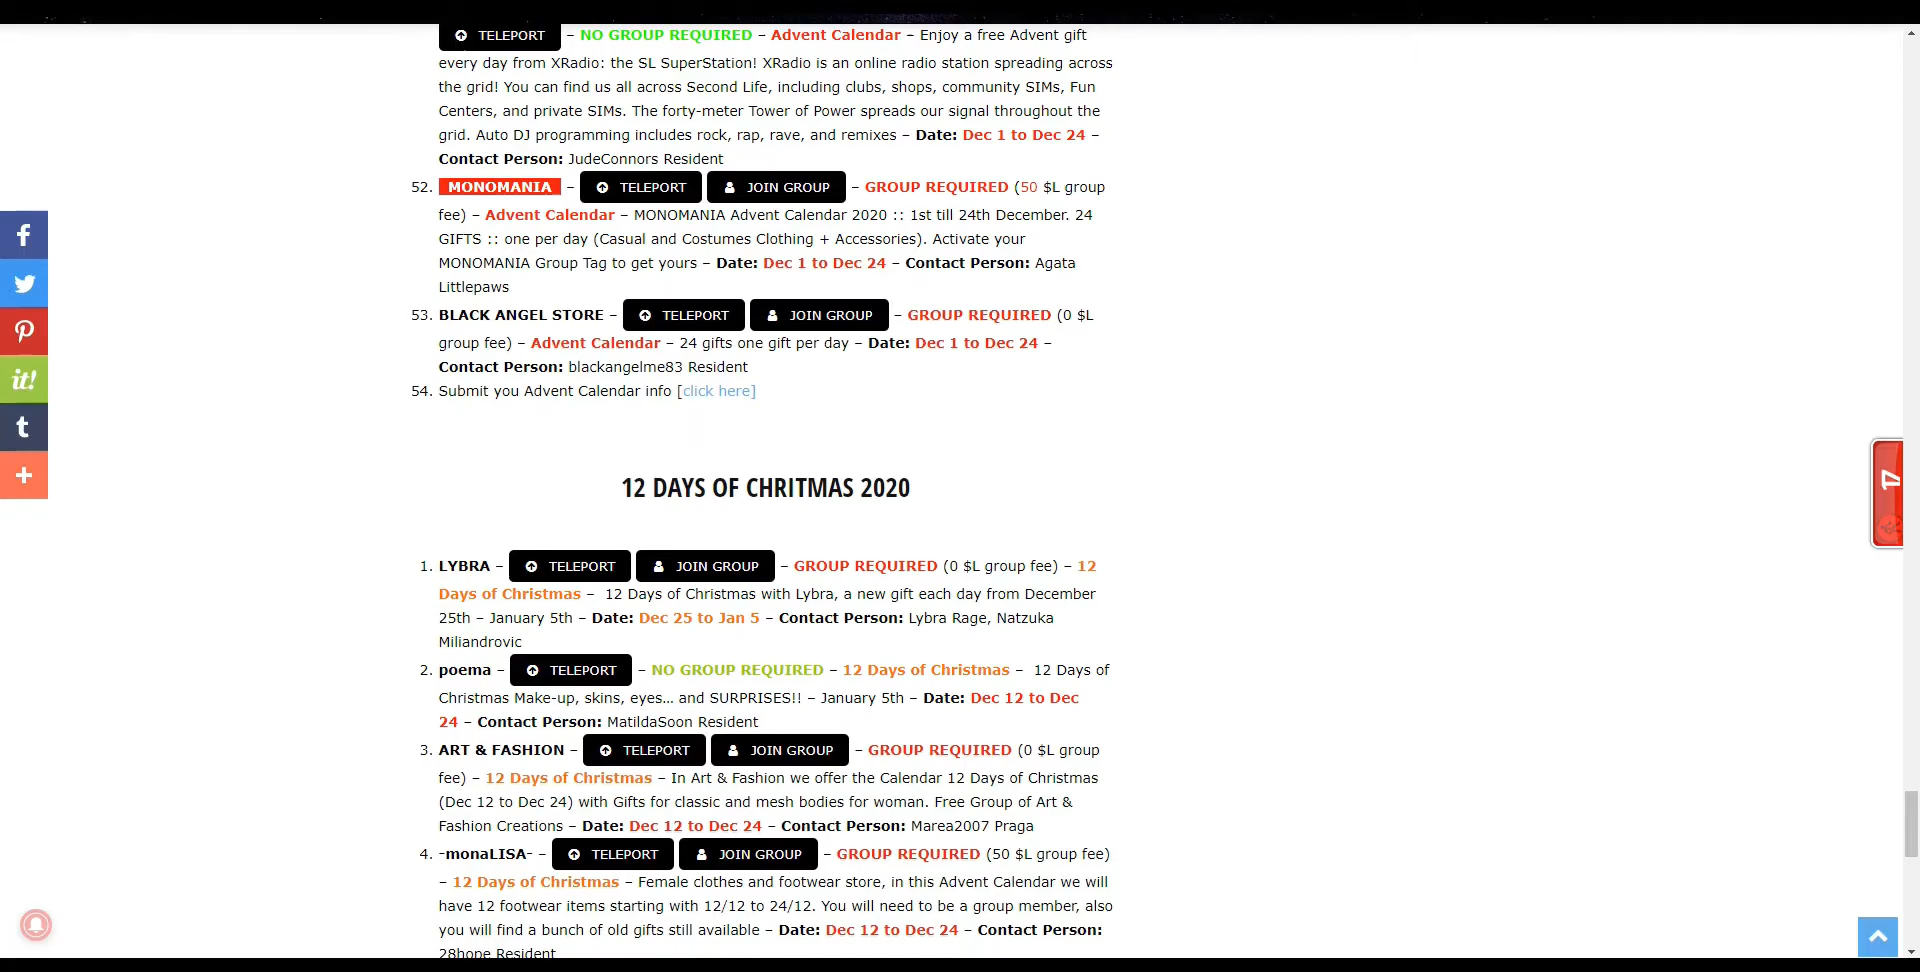 TELEPORT – NO GROUP REQUIRED – Advent Calendar – Enjoy a free Advent gift
every day from XRadio: the SL SuperStation! XRadio is an online radio station spreading across
the grid! You can find us all across Second Life, including clubs, shops, community SIMs, Fun
Centers, and private SIMs. The forty-meter Tower of Power spreads our signal throughout the
grid. Auto DJ programming includes rock, rap, rave, and remixes – Date: Dec 1 to Dec 24 –
Contact Person: JudeConnors Resident
52. MONOMANIA – TELEPORT JOIN GROUP – GROUP REQUIRED (50 $L group
fee) – Advent Calendar – MONOMANIA Advent Calendar 2020 :: 1st till 24th December. 24
GIFTS :: one per day (Casual and Costumes Clothing + Accessories). Activate your
MONOMANIA Group Tag to get yours – Date: Dec 1 to Dec 24 – Contact Person: Agata
Littlepaws
53. BLACK ANGEL STORE – TELEPORT JOIN GROUP – GROUP REQUIRED (0 $L
group fee) – Advent Calendar – 24 gifts one gift per day – Date: Dec 1 to Dec 24 –
Contact Person: blackangelme83 Resident
54. Submit you Advent Calendar info [click here]
it!
12 DAYS OF CHRITMAS 2020
1. LYBRA – TELEPORT JOIN GROUP – GROUP REQUIRED (0 $L group fee) – 12
Days of Christmas – 12 Days of Christmas with Lybra, a new gift each day from December
25th – January 5th – Date: Dec 25 to Jan 5 – Contact Person: Lybra Rage, Natzuka
Miliandrovic
2. poema – TELEPORT – NO GROUP REQUIRED – 12 Days of Christmas – 12 Days of
Christmas Make-up, skins, eyes… and SURPRISES!! – January 5th – Date: Dec 12 to Dec
24 – Contact Person: MatildaSoon Resident
3. ART & FASHION – TELEPORT JOIN GROUP – GROUP REQUIRED (0 $L group
fee) – 12 Days of Christmas – In Art & Fashion we offer the Calendar 12 Days of Christmas
(Dec 12 to Dec 24) with Gifts for classic and mesh bodies for woman. Free Group of Art &
Fashion Creations – Date: Dec 12 to Dec 24 – Contact Person: Marea2007 Praga
4. -monaLISA- – TELEPORT JOIN GROUP – GROUP REQUIRED (50 $L group fee)
– 12 Days of Christmas – Female clothes and footwear store, in this Advent Calendar we will
have 12 footwear items starting with 12/12 to 24/12. You will need to be a group member, also
you will find a bunch of old gifts still available – Date: Dec 12 to Dec 24 – Contact Person:
28hope Resident